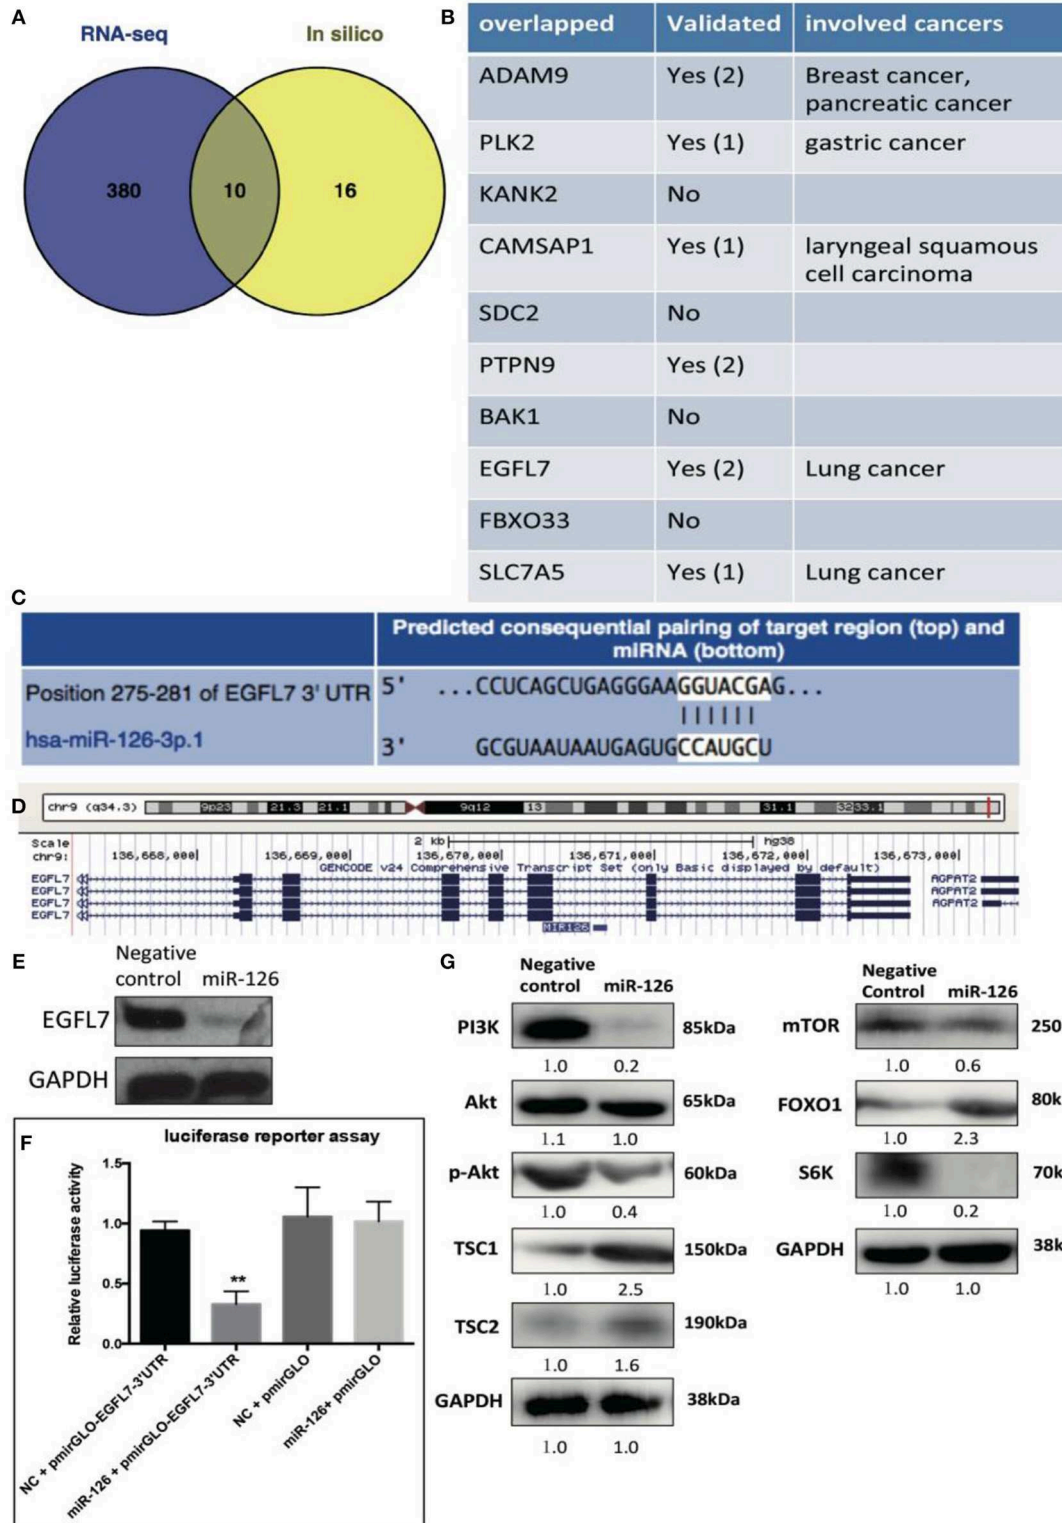 A
RNA-seq
In silico
380
10
16
B
overlapped Validated involved cancers
ADAM9 Yes (2) Breast cancer,
pancreatic cancer
PLK2 Yes (1) gastric cancer
KANK2 No
CAMSAP1 Yes (1) laryngeal squamous
cell carcinoma
SDC2 No
PTPN9 Yes (2)
BAK1 No
EGFL7 Yes (2) Lung cancer
FBXO33 No
SLC7A5 Yes (1) Lung cancer
C
Predicted consequential pairing of target region (top) and
miRNA (bottom)
Position 275-281 of EGFL7 3' UTR 5' ...CCUCAGCUGAGGGAAGGUACGAG...
hsa-miR-126-3p.1 3' GCGUAAUAAUGAGUGCCAUGCU
D
chr9 (q34.3) 9p23 21.3 21.1 9q12 13 31.1 3233.1
Scale 2 kb hg38
chr9: 136,668,000 136,669,000 136,670,000 136,671,000 136,672,000 136,673,000
GENCODE v24 Comprehensive Transcript Set (only Basic displayed by default)
EGFL7 AGPAT2
EGFL7 AGPAT2
EGFL7 AGPAT2
EGFL7
MIR126
E
Negative
control miR-126
EGFL7
GAPDH
F
luciferase reporter assay
Relative luciferase activity
1.5
1.0
0.5
0.0
**
NC + pmirGLO-EGFL7-3'UTR
miR-126 + pmirGLO-EGFL7-3'UTR
NC + pmirGLO
miR-126+ pmirGLO
G
Negative
control miR-126
PI3K 85kDa
1.0 0.2
Akt 65kDa
1.1 1.0
p-Akt 60kDa
1.0 0.4
TSC1 150kDa
1.0 2.5
TSC2 190kDa
1.0 1.6
GAPDH 38kDa
1.0 1.0
Negative
Control miR-126
mTOR 250
1.0 0.6
FOXO1 80k
1.0 2.3
S6K 70k
1.0 0.2
GAPDH 38k
1.0 1.0